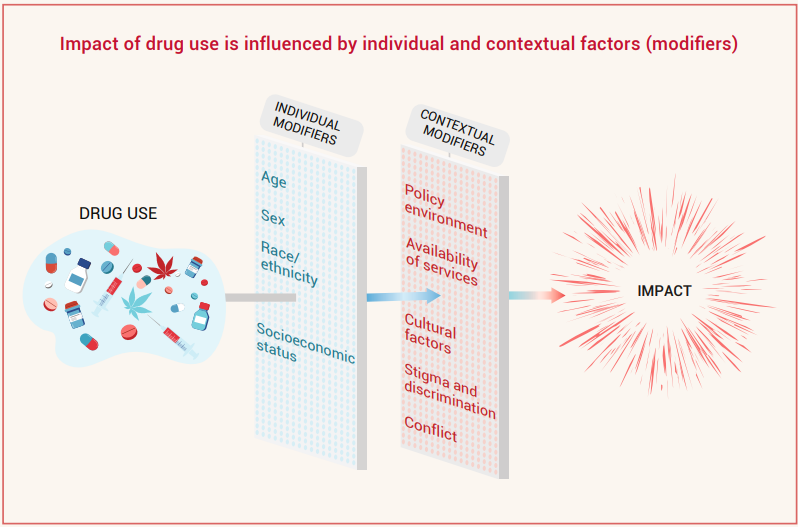 Impact of drug use is influenced by individual and contextual factors (modifiers)
DRUG USE
INDIVIDUAL
MODIFIERS
Age
Sex
Race/
ethnicity
Socioeconomic
status
CONTEXTUAL
MODIFIERS
Policy
environment
Availability
of services
Cultural
factors
Stigma and
discrimination
Conflict
IMPACT